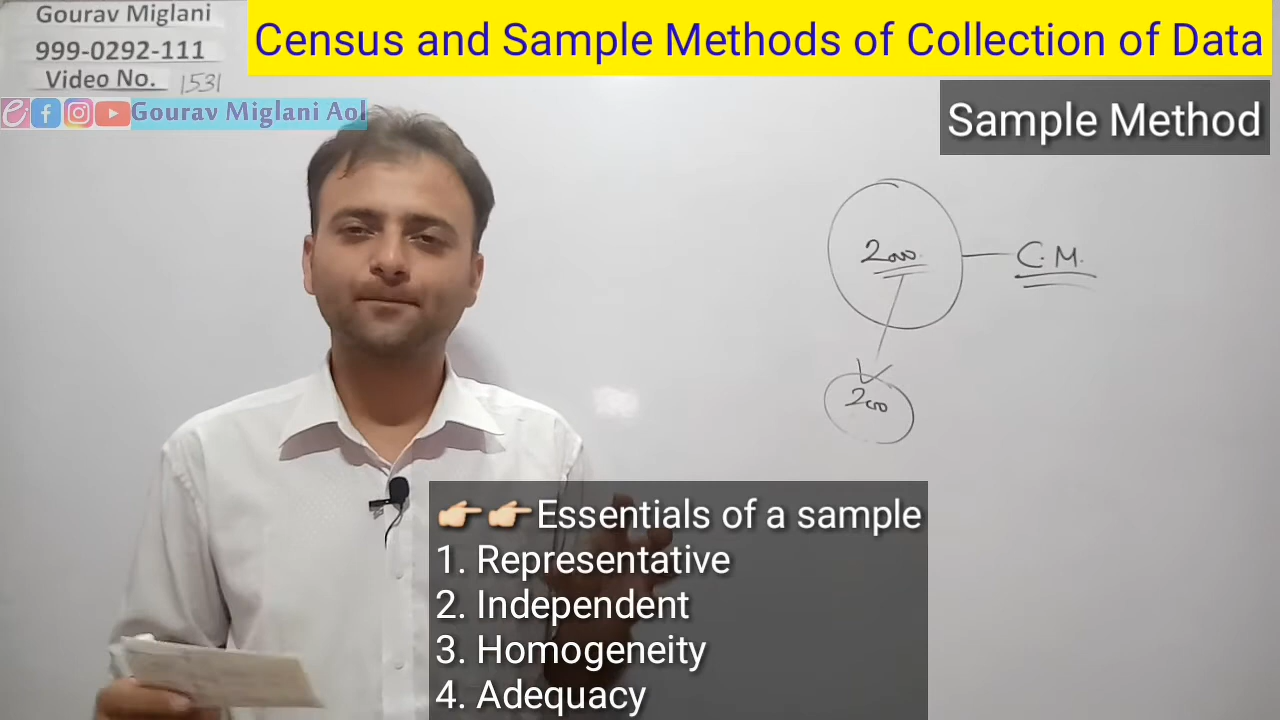 Gourav Miglani
999-0292-111
Video No. 1531
Gourav Miglani Aol
Census and Sample Methods of Collection of Data
Sample Method
2000
C.M.
200
👉👉Essentials of a sample
1. Representative
2. Independent
3. Homogeneity
4. Adequacy